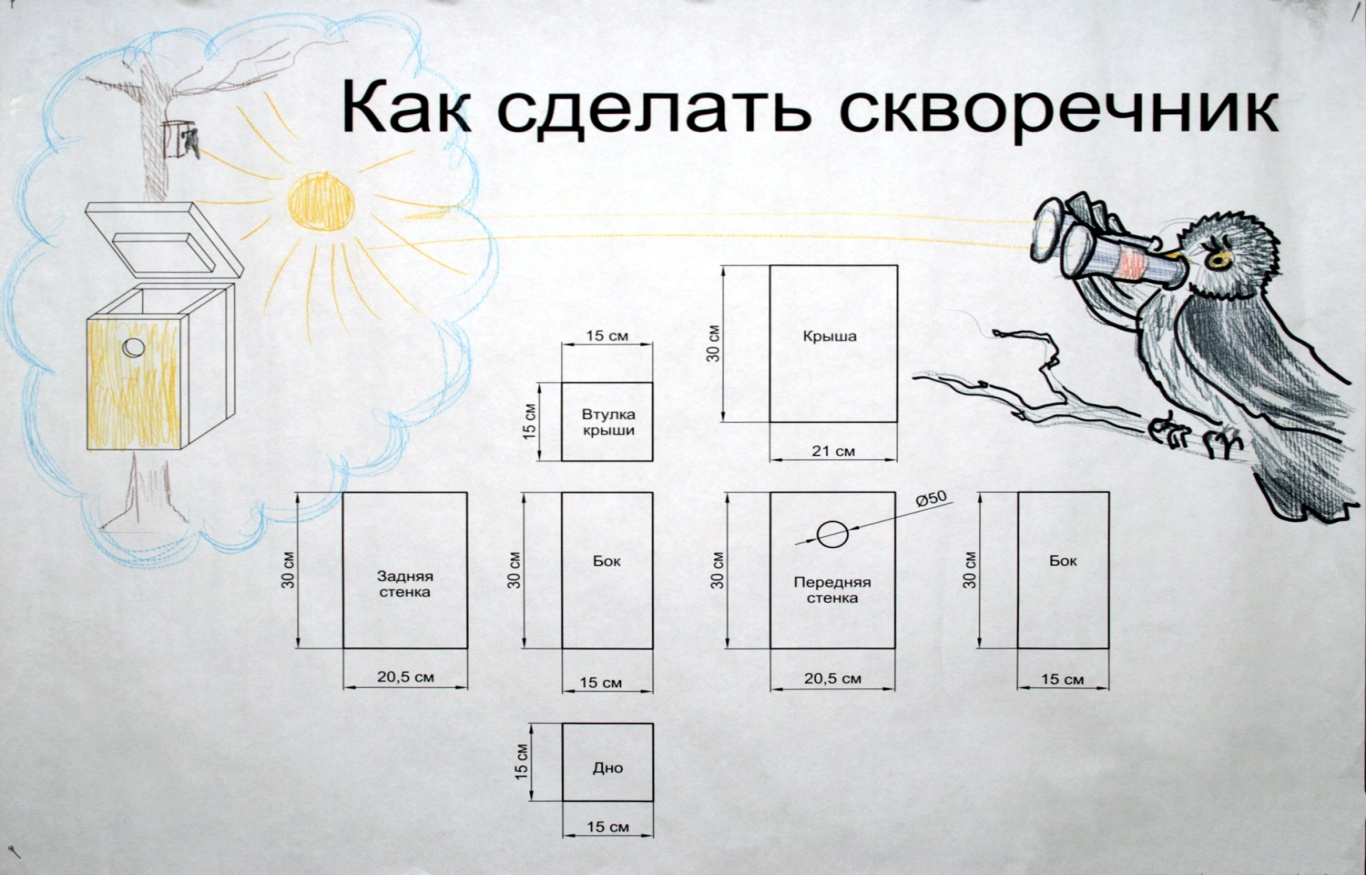 Как сделать скворечник
15 см
15 см
Втулка
крыши
30 см
Крыша
21 см
30 см
Задняя
стенка
20,5 см
30 см
Бок
15 см
30 см
Ø50
Передняя
стенка
20,5 см
30 см
Бок
15 см
15 см
Дно
15 см